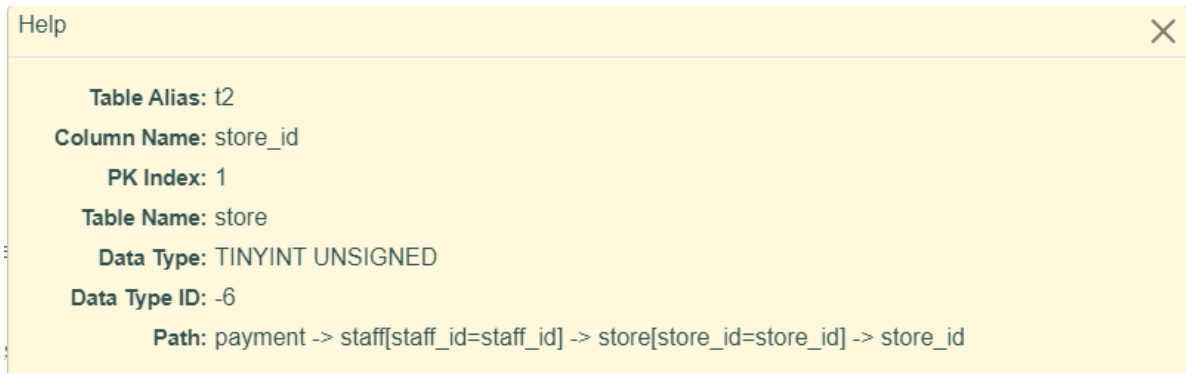 Help
Table Alias: t2
Column Name: store_id
PK Index: 1
Table Name: store
Data Type: TINYINT UNSIGNED
Data Type ID: -6
Path: payment -> staff[staff_id=staff_id] -> store[store_id=store_id] -> store_id